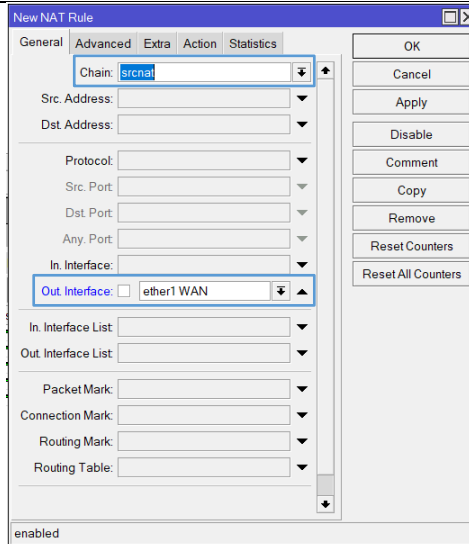 New NAT Rule
General Advanced Extra Action Statistics
Chain: srcnat
Src. Address:
Dst. Address:
Protocol:
Src. Port:
Dst. Port:
Any. Port:
In. Interface:
Out. Interface: ether1 WAN
In. Interface List:
Out. Interface List:
Packet Mark:
Connection Mark:
Routing Mark:
Routing Table:
enabled
OK
Cancel
Apply
Disable
Comment
Copy
Remove
Reset Counters
Reset All Counters